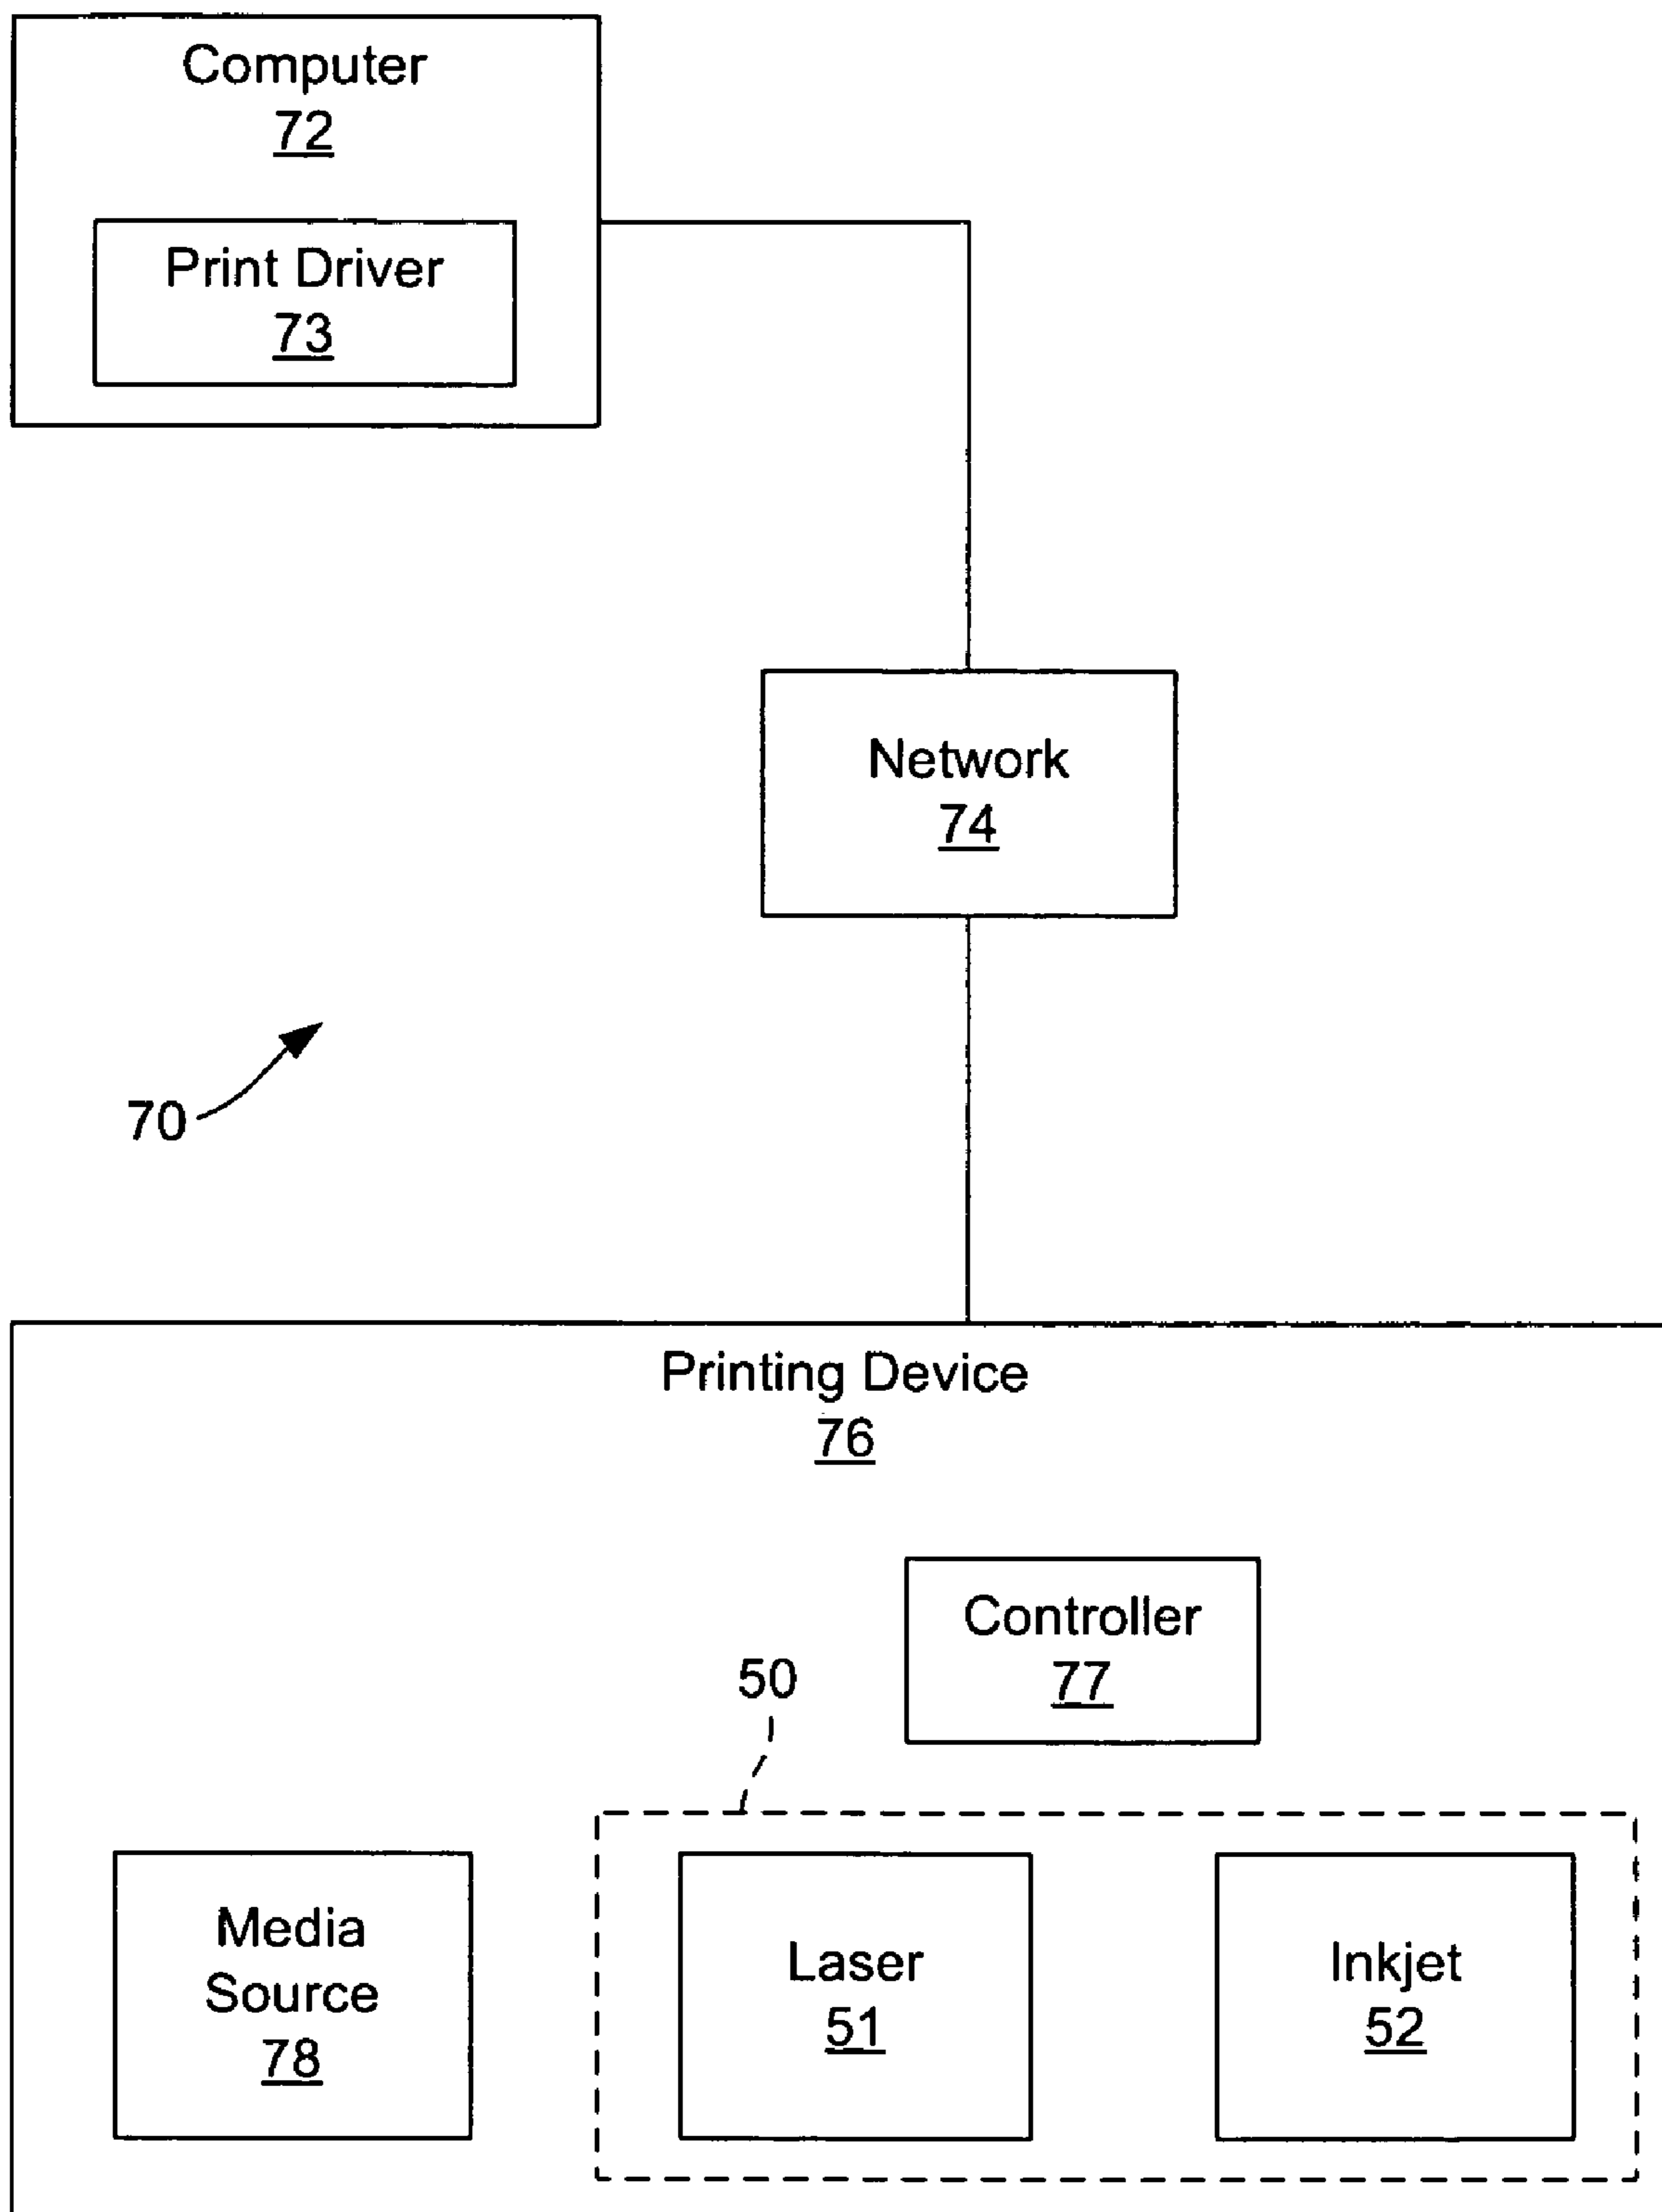 Computer
72
Print Driver
73
Network
74
70
Printing Device
76
Controller
77
50
Media
Source
78
Laser
51
Inkjet
52